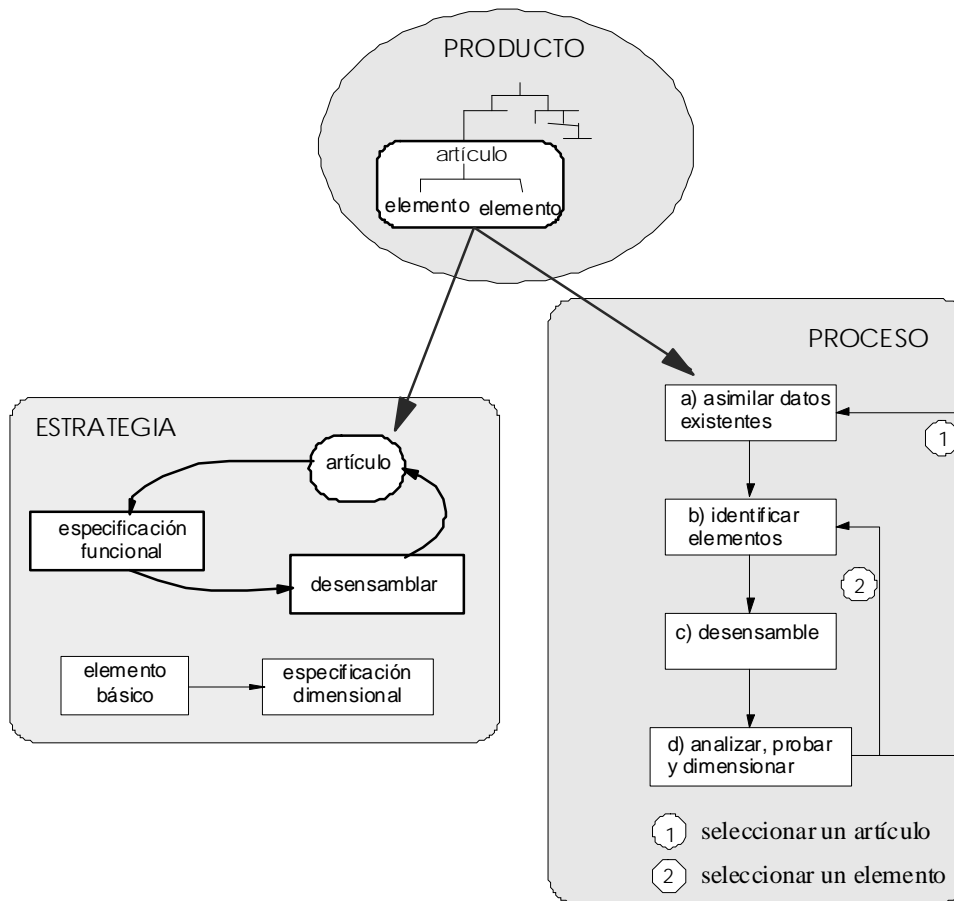 PRODUCTO
artículo
elemento elemento
ESTRATEGIA
artículo
especificación
funcional
desensamblar
elemento
básico
especificación
dimensional
PROCESO
a) asimilar datos
existentes
1
b) identificar
elementos
2
c) desensamble
d) analizar, probar
y dimensionar
1 seleccionar un artículo
2 seleccionar un elemento